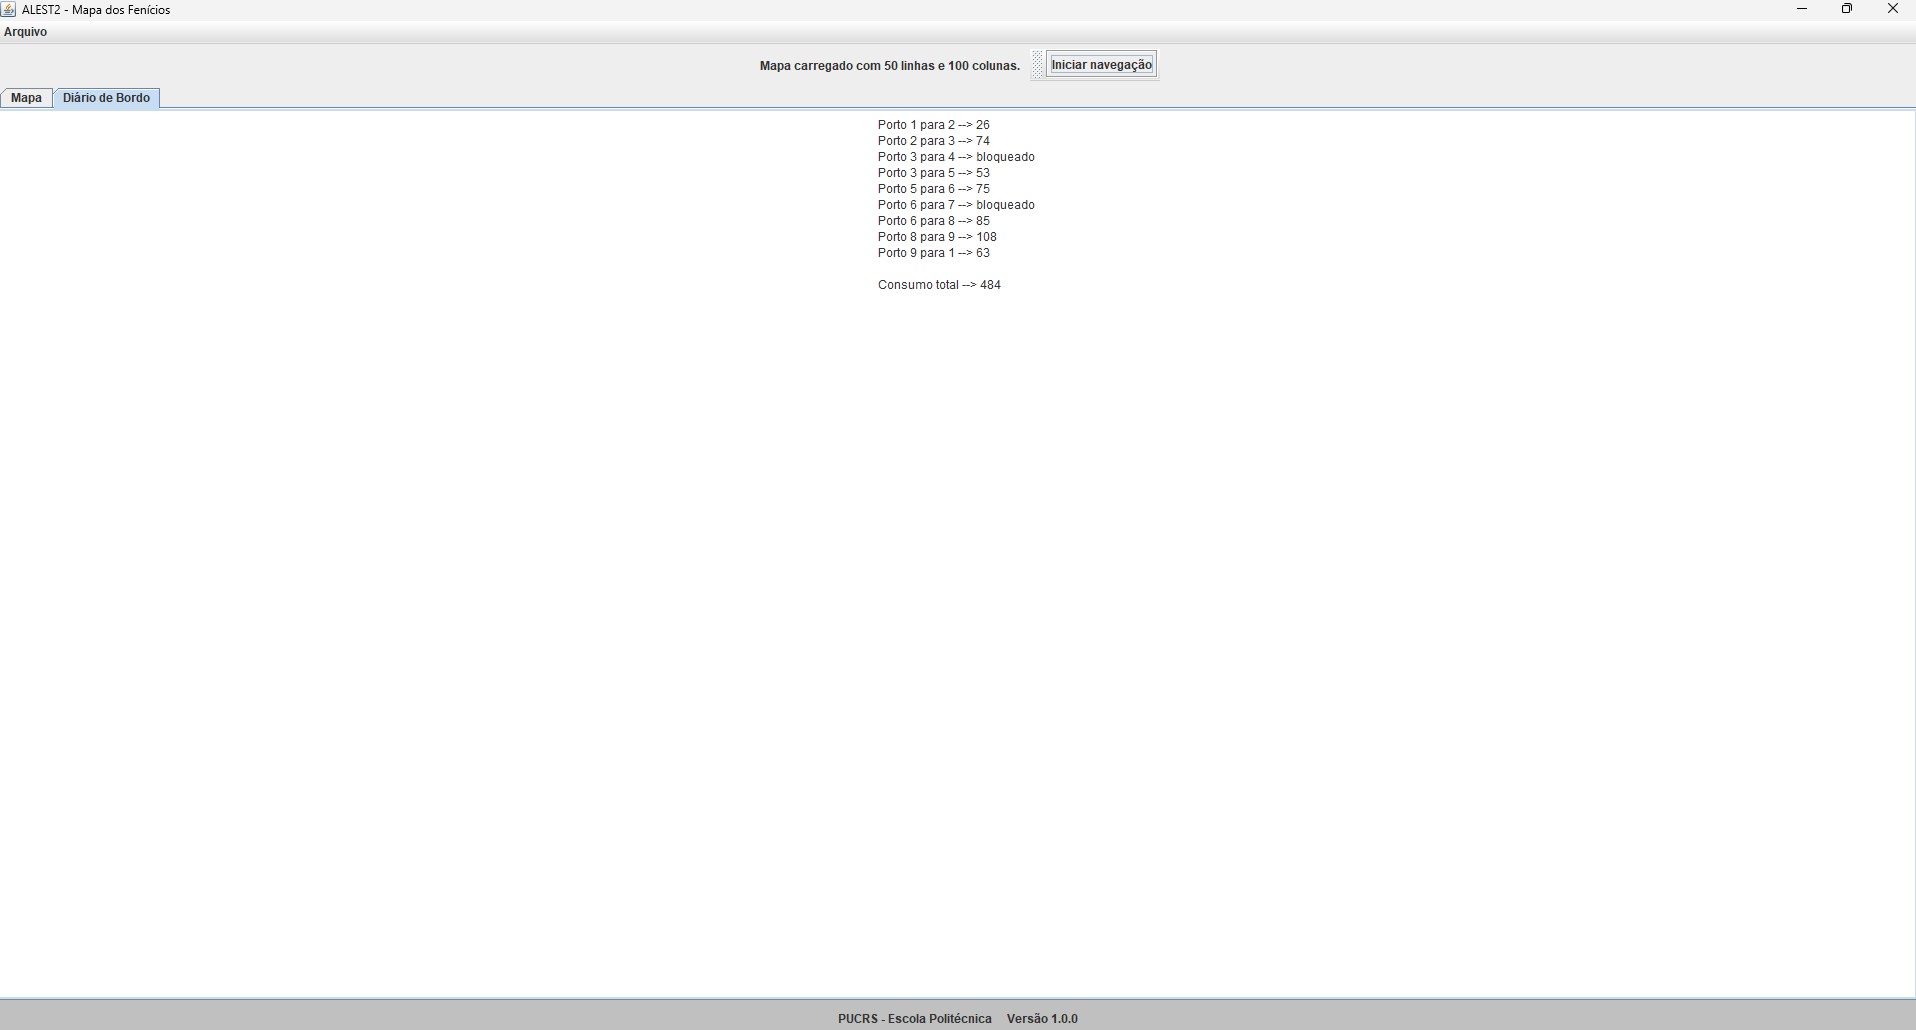 ALEST2 - Mapa dos Fenícios
Arquivo
Mapa carregado com 50 linhas e 100 colunas. Iniciar navegação
Mapa Diário de Bordo
Porto 1 para 2 --> 26
Porto 2 para 3 --> 74
Porto 3 para 4 --> bloqueado
Porto 3 para 5 --> 53
Porto 5 para 6 --> 75
Porto 6 para 7 --> bloqueado
Porto 6 para 8 --> 85
Porto 8 para 9 --> 108
Porto 9 para 1 --> 63
Consumo total --> 484
PUCRS - Escola Politécnica Versão 1.0.0